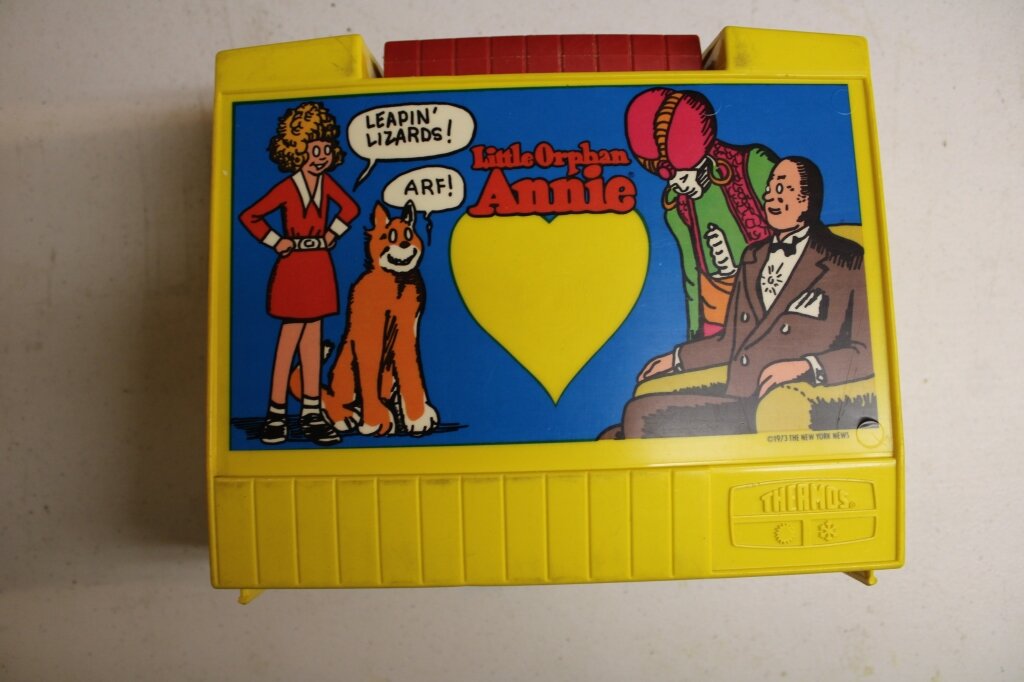 LEAPIN'
LIZARDS!
ARF!
Little Orphan
Annie®
©1973 THE NEW YORK NEWS
THERMOS®